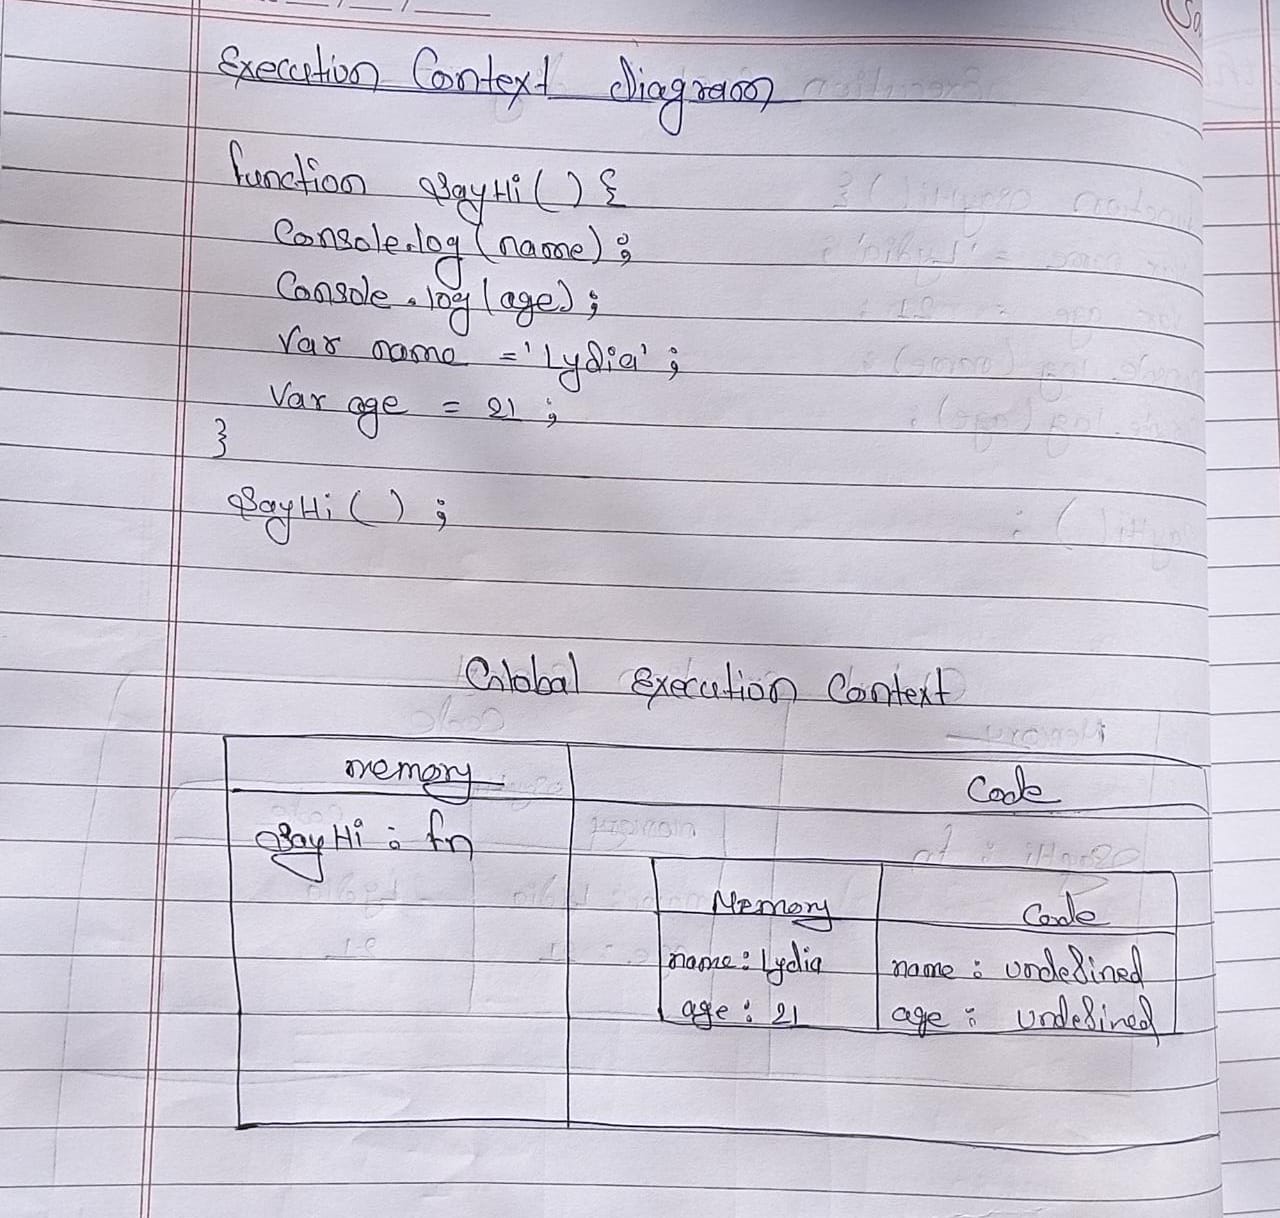 Execution Context diagram
function sayHi() {
Console.log(name);
Console.log(age);
Var name = 'Lydia';
Var age = 21;
}
sayHi();
Global Execution Context
memory Code
sayHi : fn
Memory Code
name : Lydia name : undefined
age : 21 age : undefined